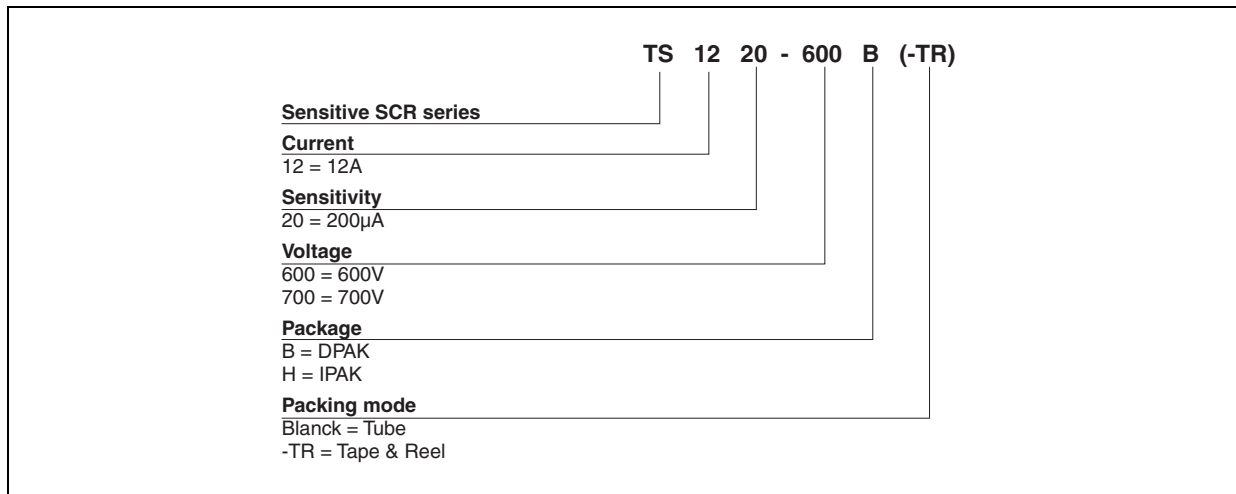 TS 12 20 - 600 B (-TR)
Sensitive SCR series
Current
12 = 12A
Sensitivity
20 = 200µA
Voltage
600 = 600V
700 = 700V
Package
B = DPAK
H = IPAK
Packing mode
Blanck = Tube
-TR = Tape & Reel